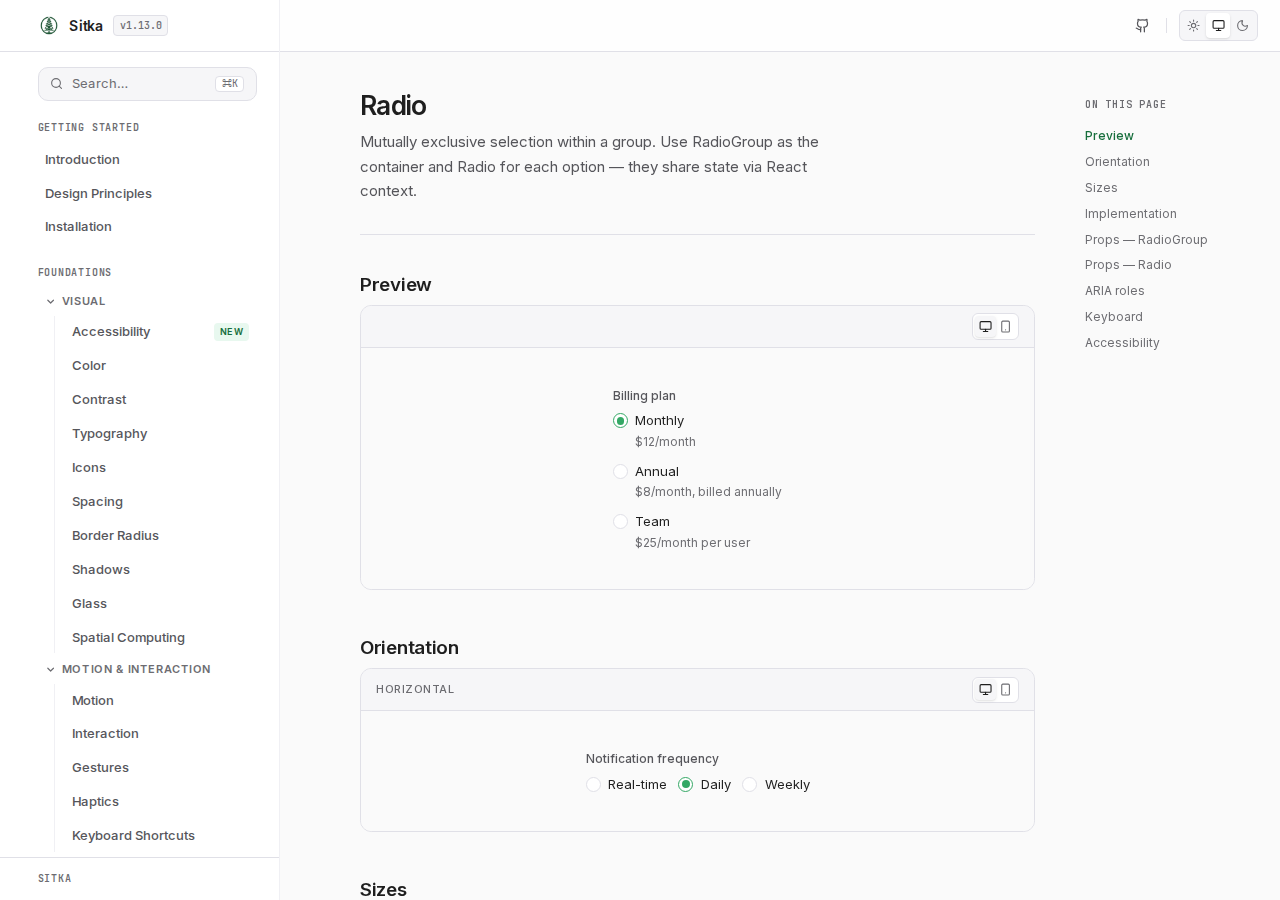 Sitka v1.13.0
Search... ⌘K
GETTING STARTED
Introduction
Design Principles
Installation
FOUNDATIONS
VISUAL
Accessibility NEW
Color
Contrast
Typography
Icons
Spacing
Border Radius
Shadows
Glass
Spatial Computing
MOTION & INTERACTION
Motion
Interaction
Gestures
Haptics
Keyboard Shortcuts
SITKA
Radio
Mutually exclusive selection within a group. Use RadioGroup as the
container and Radio for each option — they share state via React
context.
Preview
Billing plan
Monthly
$12/month
Annual
$8/month, billed annually
Team
$25/month per user
Orientation
HORIZONTAL
Notification frequency
Real-time Daily Weekly
Sizes
ON THIS PAGE
Preview
Orientation
Sizes
Implementation
Props — RadioGroup
Props — Radio
ARIA roles
Keyboard
Accessibility